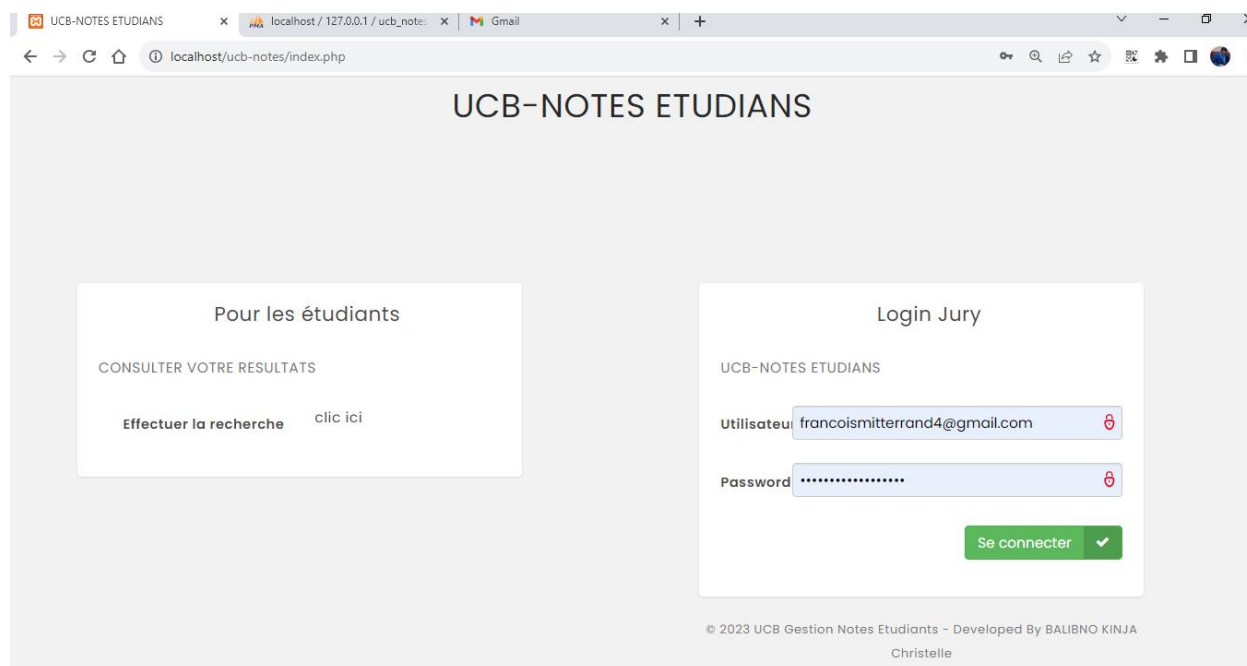 UCB-NOTES ETUDIANS
localhost / 127.0.0.1 / ucb_notes
Gmail
localhost/ucb-notes/index.php
UCB-NOTES ETUDIANS
Pour les étudiants
CONSULTER VOTRE RESULTATS
Effectuer la recherche clic ici
Login Jury
UCB-NOTES ETUDIANS
Utilisateur francoismitterrand4@gmail.com
Password ••••••••••••••••••
Se connecter
© 2023 UCB Gestion Notes Etudiants - Developed By BALIBNO KINJA
Christelle